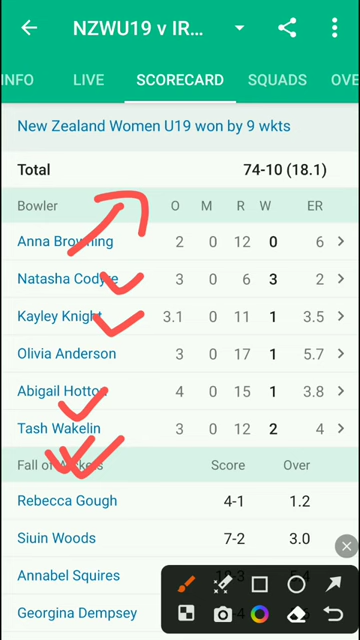 NZWU19 v IR...
INFO LIVE SCORECARD SQUADS OVE
New Zealand Women U19 won by 9 wkts
Total 74-10 (18.1)
Bowler O M R W ER
Anna Browning 2 0 12 0 6
Natasha Codyre 3 0 6 3 2
Kayley Knight 3.1 0 11 1 3.5
Olivia Anderson 3 0 17 1 5.7
Abigail Hotton 4 0 15 1 3.8
Tash Wakelin 3 0 12 2 4
Fall of Wickets Score Over
Rebecca Gough 4-1 1.2
Siuin Woods 7-2 3.0
Annabel Squires
Georgina Dempsey